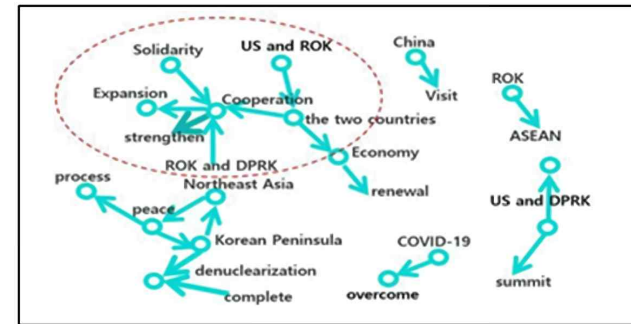 Solidarity
US and ROK
China
Expansion
Cooperation
Visit
ROK
the two countries
strengthen
ASEAN
Economy
ROK and DPRK
process
Northeast Asia
renewal
US and DPRK
peace
Korean Peninsula
COVID-19
denuclearization
complete
overcome
summit